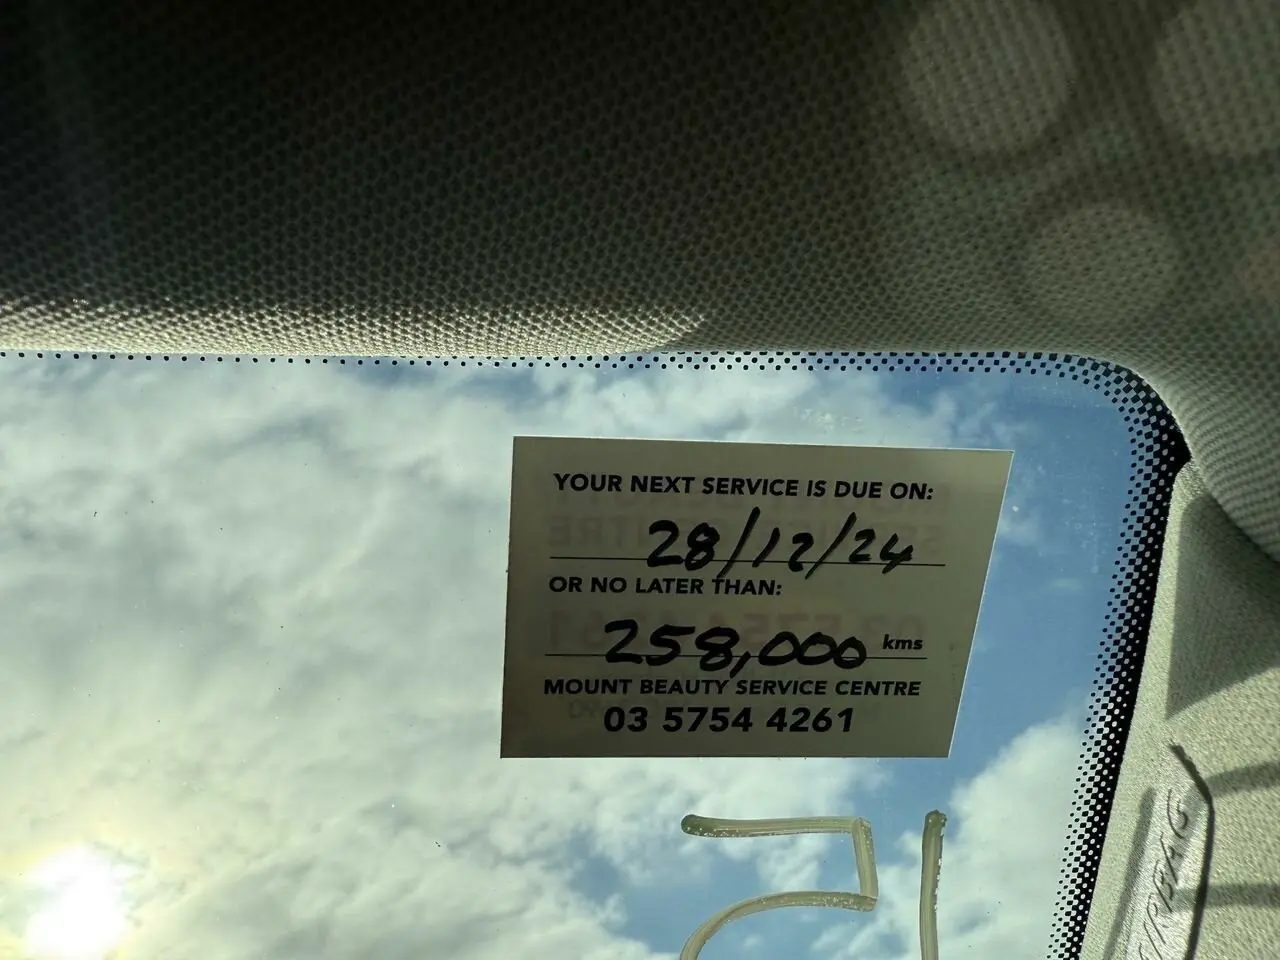 YOUR NEXT SERVICE IS DUE ON:
28/12/24
OR NO LATER THAN:
258,000 kms
MOUNT BEAUTY SERVICE CENTRE
03 5754 4261
AIRBAG